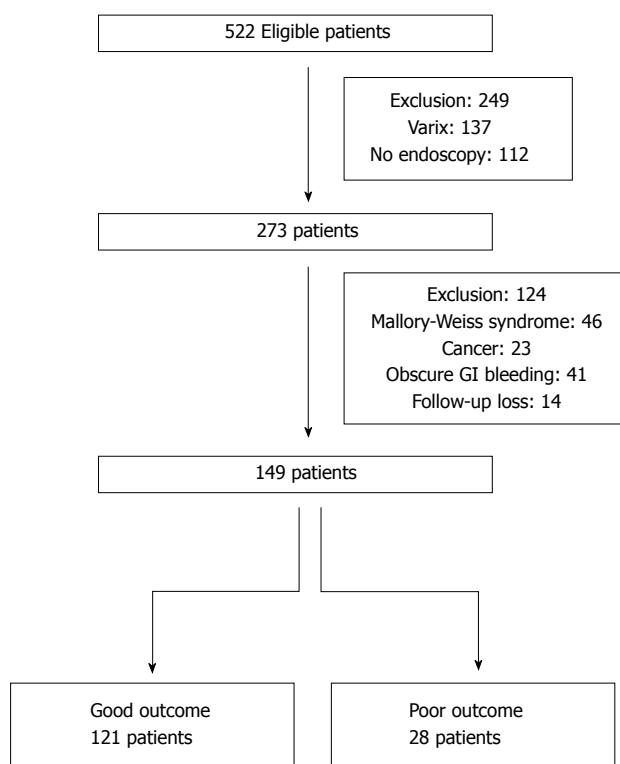 522 Eligible patients
Exclusion: 249
Varix: 137
No endoscopy: 112
273 patients
Exclusion: 124
Mallory-Weiss syndrome: 46
Cancer: 23
Obscure GI bleeding: 41
Follow-up loss: 14
149 patients
Good outcome
121 patients
Poor outcome
28 patients